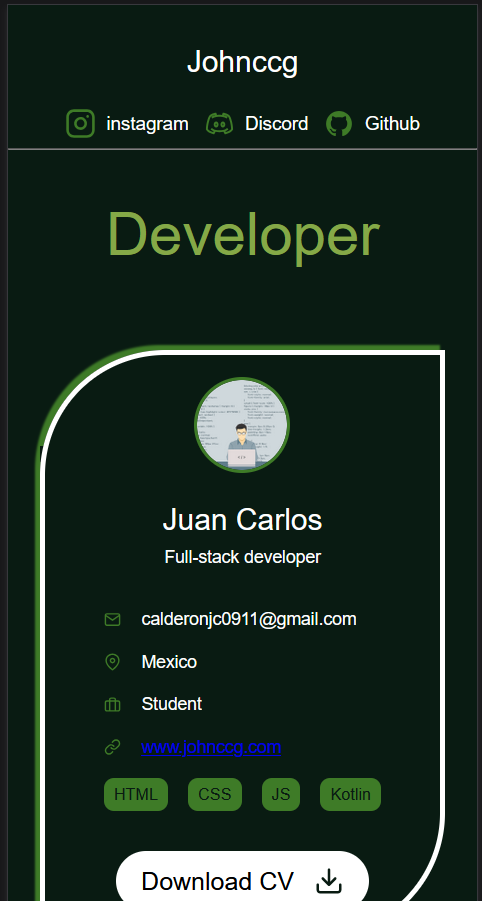 Johnccg
instagram Discord Github
Developer
Juan Carlos
Full-stack developer
calderonjc0911@gmail.com
Mexico
Student
www.johnccg.com
HTML CSS JS Kotlin
Download CV